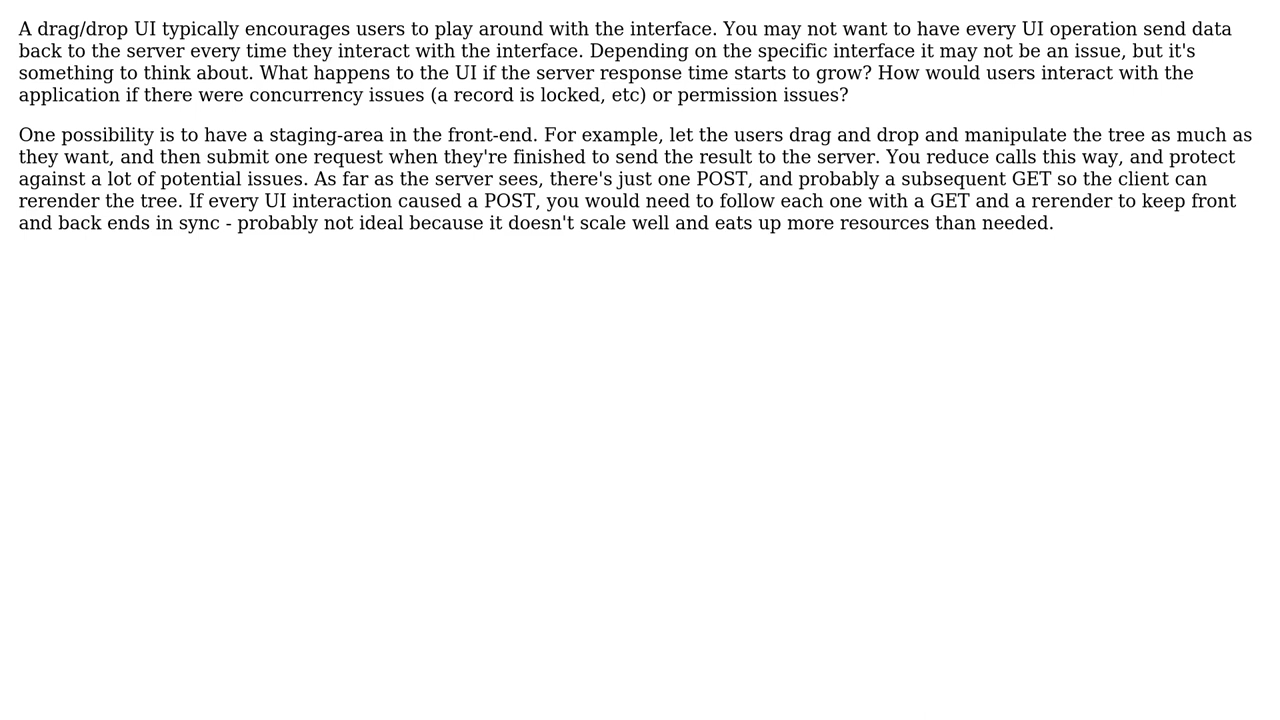 A drag/drop UI typically encourages users to play around with the interface. You may not want to have every UI operation send data
back to the server every time they interact with the interface. Depending on the specific interface it may not be an issue, but it's
something to think about. What happens to the UI if the server response time starts to grow? How would users interact with the
application if there were concurrency issues (a record is locked, etc) or permission issues?
One possibility is to have a staging-area in the front-end. For example, let the users drag and drop and manipulate the tree as much as
they want, and then submit one request when they're finished to send the result to the server. You reduce calls this way, and protect
against a lot of potential issues. As far as the server sees, there's just one POST, and probably a subsequent GET so the client can
rerender the tree. If every UI interaction caused a POST, you would need to follow each one with a GET and a rerender to keep front
and back ends in sync - probably not ideal because it doesn't scale well and eats up more resources than needed.